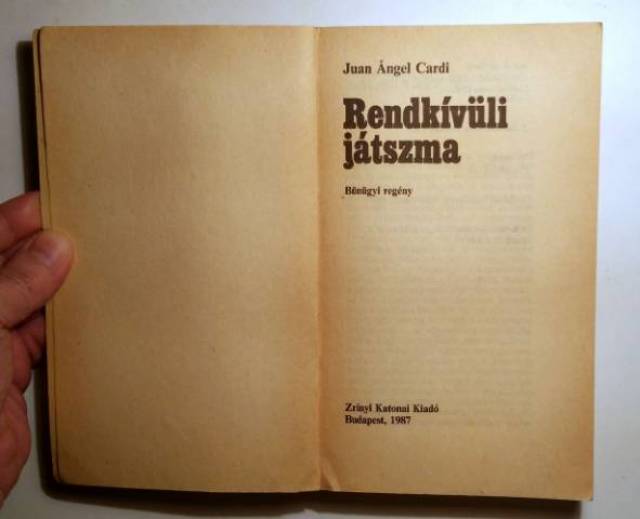 Juan Ángel Cardi
Rendkívüli
játszma
Bűnügyi regény
Zrínyi Katonai Kiadó
Budapest, 1987